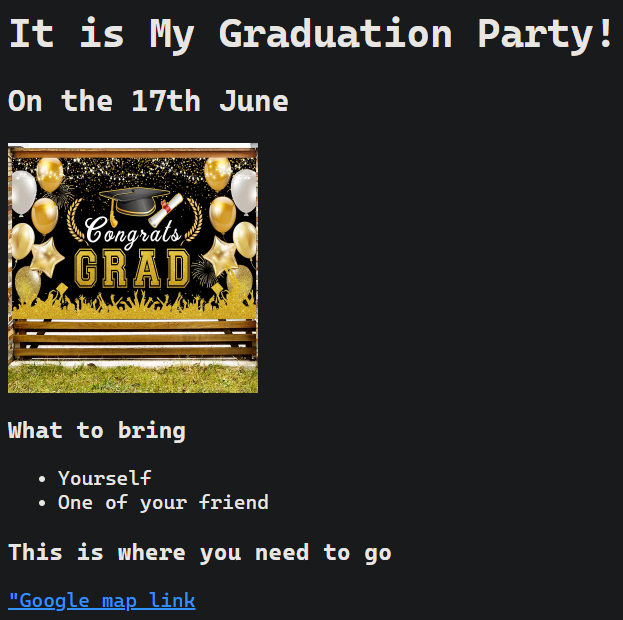 It is My Graduation Party!
On the 17th June
Congrats
GRAD
What to bring
• Yourself
• One of your friend
This is where you need to go
"Google map link